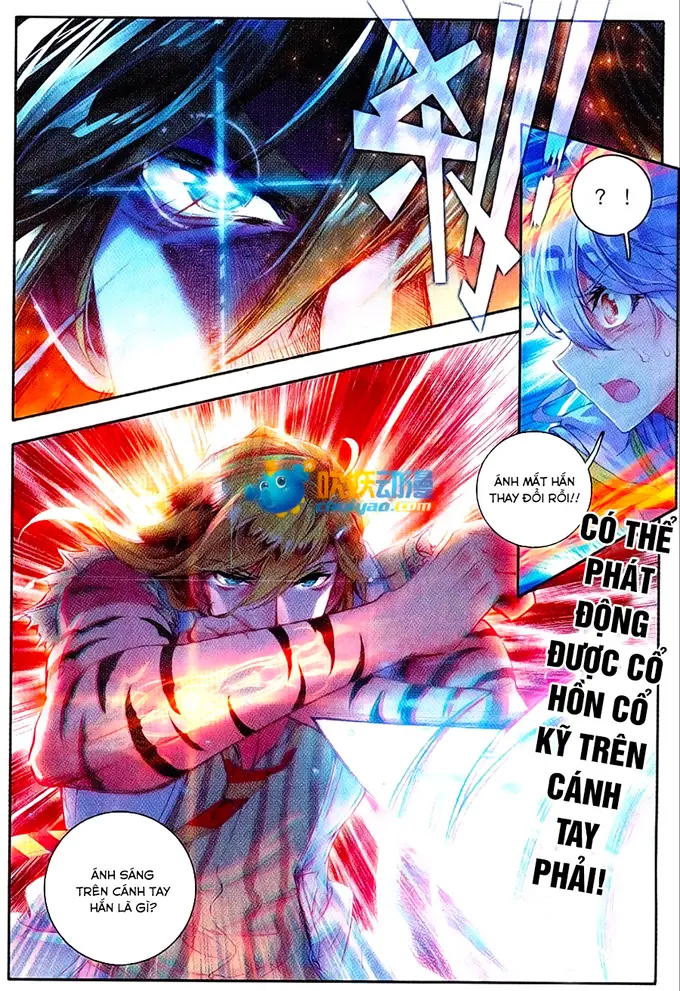 ? !
ÁNH MẮT HẮN
THAY ĐỔI RỒI!!
CÓ THỂ
PHÁT
ĐỘNG
ĐƯỢC CỔ
HỒN CỔ
KỸ TRÊN
CÁNH
TAY
PHẢI!
ÁNH SÁNG
TRÊN CÁNH TAY
HẮN LÀ GÌ?